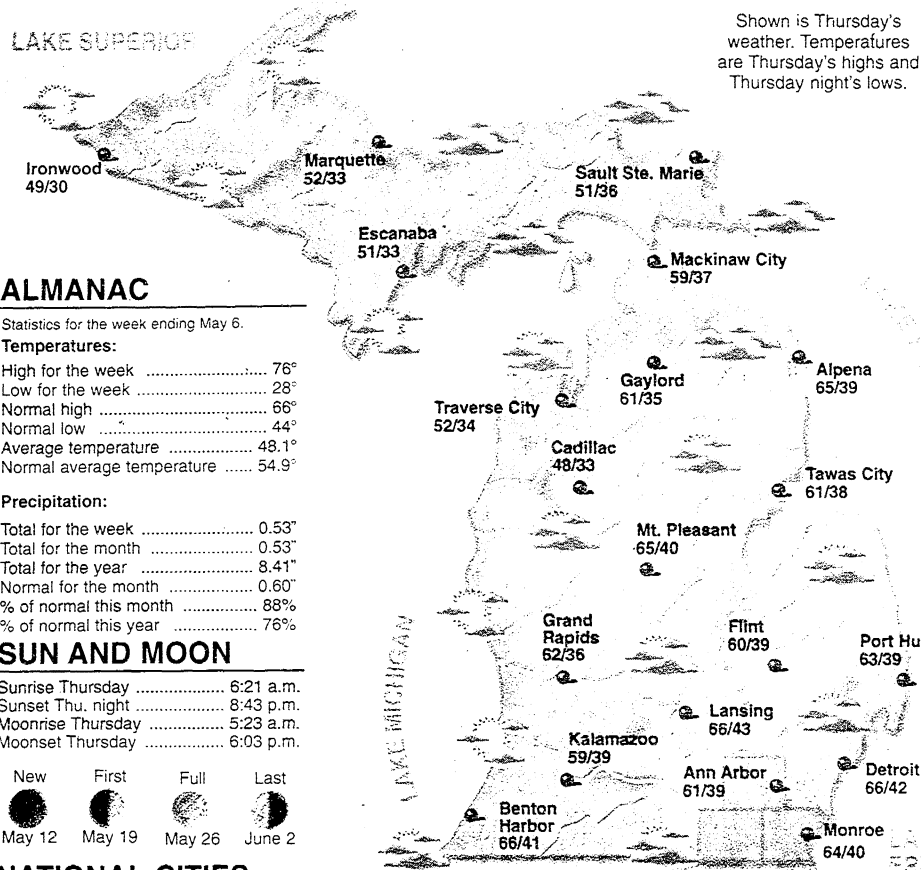 Shown is Thursday's
weather. Temperatures
are Thursday's highs and
Thursday night's lows.
LAKE SUPERIOR
Ironwood
49/30
Marquette
52/33
Sault Ste. Marie
51/36
Escanaba
51/33
Mackinaw City
59/37
Gaylord
61/35
Alpena
65/39
Traverse City
52/34
Cadillac
48/33
Tawas City
61/38
Mt. Pleasant
65/40
Grand
Rapids
62/36
Flint
60/39
Port Hu
63/39
Lansing
66/43
Kalamazoo
59/39
Ann Arbor
61/39
Detroit
66/42
Benton
Harbor
66/41
Monroe
64/40
LAKE MICHIGAN
ALMANAC
Statistics for the week ending May 6.
Temperatures:
High for the week .................... 76°
Low for the week ...................... 28°
Normal high ............................ 66°
Normal low .............................. 44°
Average temperature ............... 48.1°
Normal average temperature ...... 54.9°
Precipitation:
Total for the week ................... 0.53"
Total for the month .................. 0.53"
Total for the year .................... 8.41"
Normal for the month .............. 0.60"
% of normal this month ............... 88%
% of normal this year ................. 76%
SUN AND MOON
Sunrise Thursday .................. 6:21 a.m.
Sunset Thu. night .................. 8:43 p.m.
Moonrise Thursday ................ 5:23 a.m.
Moonset Thursday ................ 6:03 p.m.
New First Full Last
May 12 May 19 May 26 June 2
NATIONAL CITIES